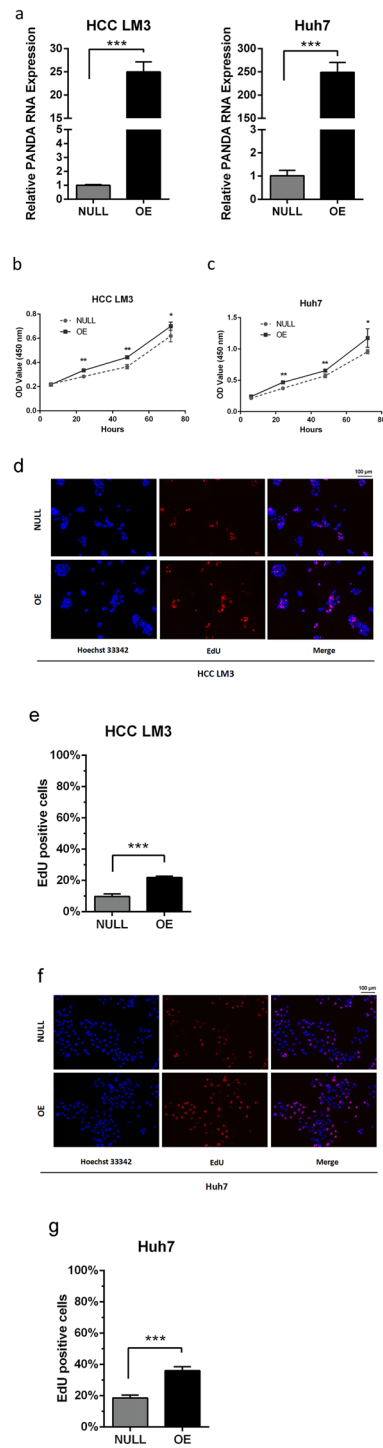 a
HCC LM3
Huh7
Relative PANDA RNA Expression
30
25
20
15
5
4
3
2
1
0
***
NULL
OE
Relative PANDA RNA Expression
300
250
200
150
100
3
2
1
0
***
NULL
OE
b
HCC LM3
OD Value (450 nm)
0.8
0.6
0.4
0.2
0.0
NULL
OE
**
**
*
0
20
40
60
80
Hours
c
Huh7
OD Value (450 nm)
1.5
1.0
0.5
0.0
NULL
OE
**
**
*
0
20
40
60
80
Hours
d
100 μm
NULL
OE
Hoechst 33342
EdU
Merge
HCC LM3
e
HCC LM3
EdU positive cells
100%
80%
60%
40%
20%
0%
***
NULL
OE
f
100 μm
NULL
OE
Hoechst 33342
EdU
Merge
Huh7
g
Huh7
EdU positive cells
100%
80%
60%
40%
20%
0%
***
NULL
OE